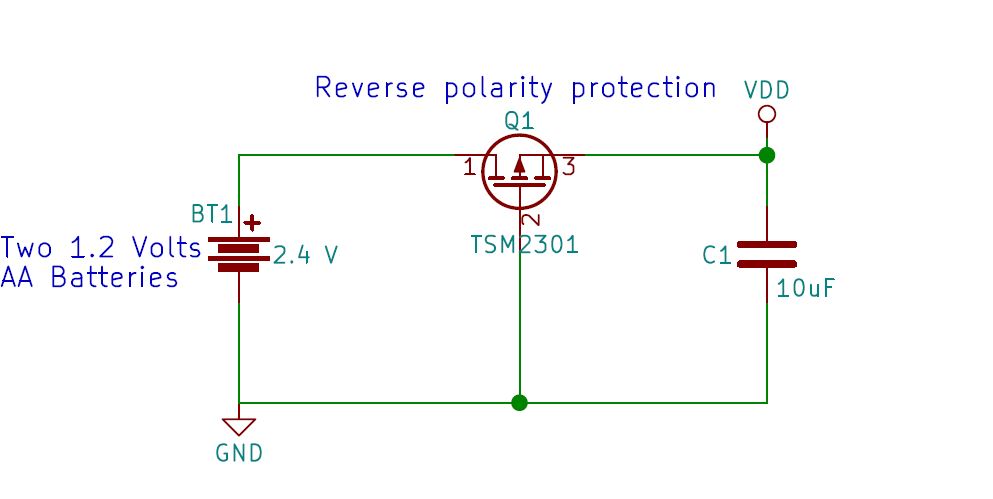 Reverse polarity protection
VDD
Q1
1
3
2
TSM2301
BT1
+
Two 1.2 Volts
AA Batteries
2.4 V
C1
10uF
GND